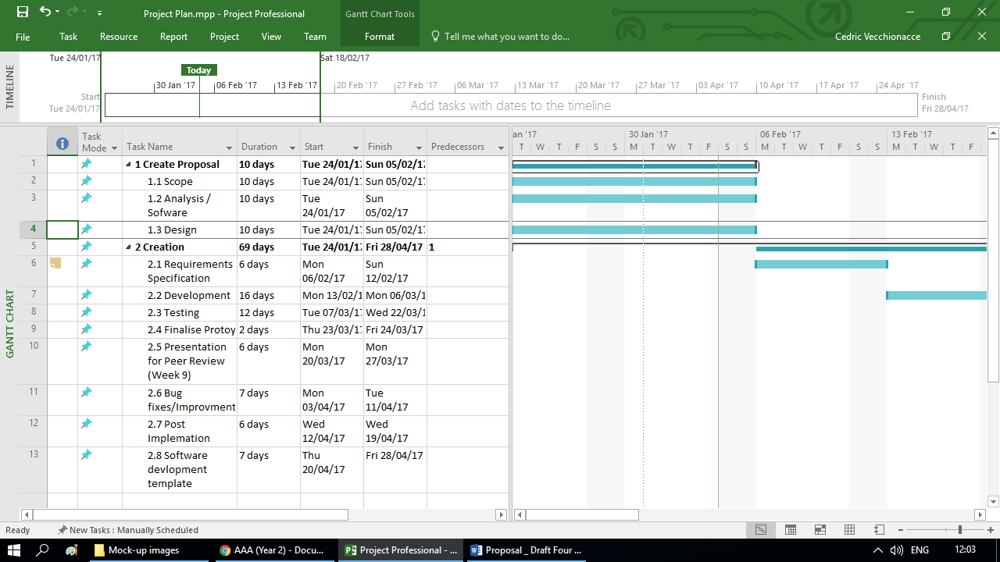 Project Plan.mpp - Project Professional
Gantt Chart Tools
File Task Resource Report Project View Team Format Tell me what you want to do... Cedric Vecchionacce
TIMELINE
Tue 24/01/17 Sat 18/02/17
Today
30 Jan '17 06 Feb '17 13 Feb '17 20 Feb '17 27 Feb '17 06 Mar '17 13 Mar '17 20 Mar '17 27 Mar '17 03 Apr '17 10 Apr '17 17 Apr '17 24 Apr '17
Start
Tue 24/01/17
Add tasks with dates to the timeline
Finish
Fri 28/04/17
GANTT CHART
Task
Mode Task Name Duration Start Finish Predecessors
an '17 30 Jan '17 06 Feb '17 13 Feb '17
T W T F S S M T W T F S S M T W T F S S M T W T F
1 1 Create Proposal 10 days Tue 24/01/17 Sun 05/02/17
2 1.1 Scope 10 days Tue 24/01/17 Sun 05/02/17
3 1.2 Analysis / 10 days Tue Sun
Sofware 24/01/17 05/02/17
4 1.3 Design 10 days Tue 24/01/17 Sun 05/02/17
5 2 Creation 69 days Tue 24/01/17 Fri 28/04/17 1
6 2.1 Requirements 6 days Mon Sun
Specification 06/02/17 12/02/17
7 2.2 Development 16 days Mon 13/02/1 Mon 06/03/1
8 2.3 Testing 12 days Tue 07/03/17 Wed 22/03/1
9 2.4 Finalise Protoy 2 days Thu 23/03/17 Fri 24/03/17
10 2.5 Presentation 6 days Mon Mon
for Peer Review 20/03/17 27/03/17
(Week 9)
11 2.6 Bug 7 days Mon Tue
fixes/Improvment 03/04/17 11/04/17
12 2.7 Post 6 days Wed Wed
Implemation 12/04/17 19/04/17
13 2.8 Software 7 days Thu Fri 28/04/17
devlopment 20/04/17
template
Ready New Tasks : Manually Scheduled
Mock-up images AAA (Year 2) - Docu... Project Professional - ... Proposal _ Draft Four ... ENG 12:03